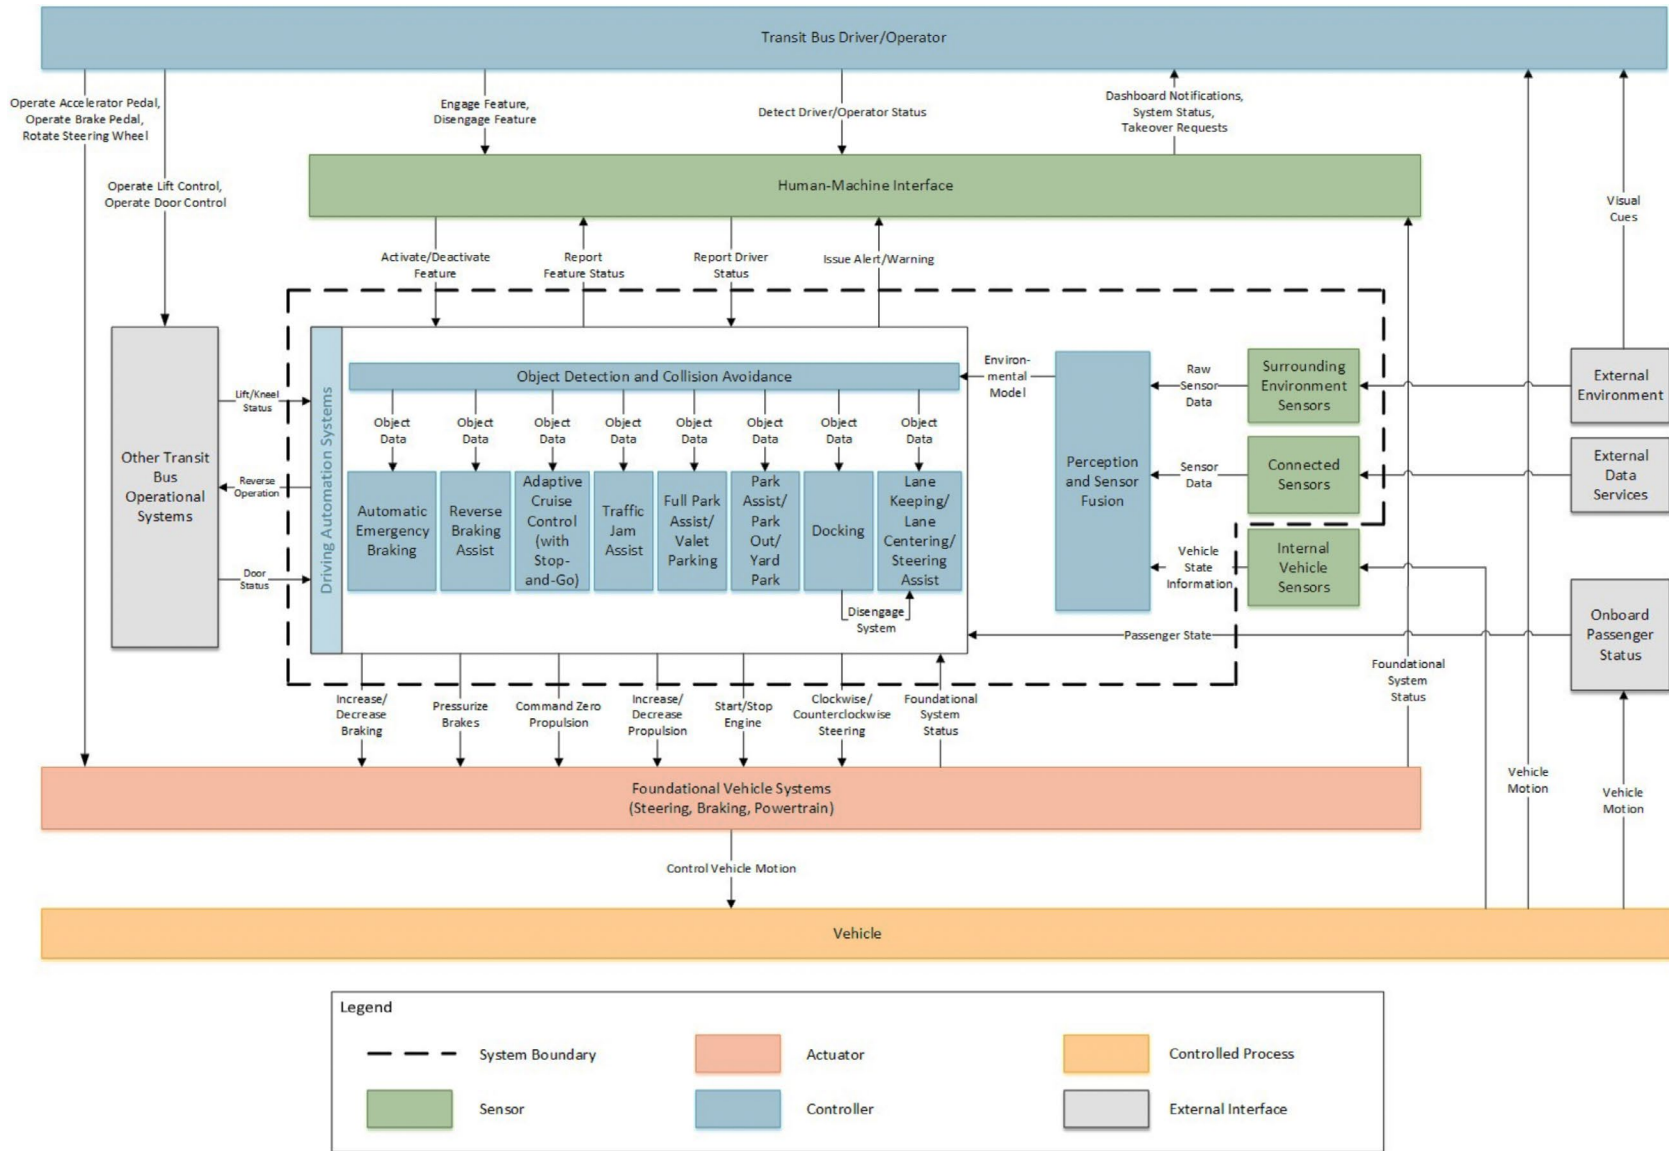 Transit Bus Driver/Operator
Operate Accelerator Pedal,
Operate Brake Pedal,
Rotate Steering Wheel
Operate Lift Control,
Operate Door Control
Engage Feature,
Disengage Feature
Detect Driver/Operator Status
Dashboard Notifications,
System Status,
Takeover Requests
Visual
Cues
Human-Machine Interface
Activate/Deactivate
Feature
Report
Feature Status
Report Driver
Status
Issue Alert/Warning
Other Transit
Bus
Operational
Systems
Lift/Kneel
Status
Reverse
Operation
Door
Status
Driving Automation Systems
Object Detection and Collision Avoidance
Object
Data
Object
Data
Object
Data
Object
Data
Object
Data
Object
Data
Object
Data
Object
Data
Automatic
Emergency
Braking
Reverse
Braking
Assist
Adaptive
Cruise
Control
(with
Stop-
and-Go)
Traffic
Jam
Assist
Full Park
Assist/
Valet
Parking
Park
Assist/
Park
Out/
Yard
Park
Docking
Lane
Keeping/
Lane
Centering/
Steering
Assist
Disengage
System
Environ-
mental
Model
Perception
and Sensor
Fusion
Raw
Sensor
Data
Sensor
Data
Vehicle
State
Information
Surrounding
Environment
Sensors
Connected
Sensors
Internal
Vehicle
Sensors
External
Environment
External
Data
Services
Onboard
Passenger
Status
Passenger State
Increase/
Decrease
Braking
Pressurize
Brakes
Command Zero
Propulsion
Increase/
Decrease
Propulsion
Start/Stop
Engine
Clockwise/
Counterclockwise
Steering
Foundational
System
Status
Foundational
System
Status
Foundational Vehicle Systems
(Steering, Braking, Powertrain)
Vehicle
Motion
Vehicle
Motion
Control Vehicle Motion
Vehicle
Legend
System Boundary
Actuator
Controlled Process
Sensor
Controller
External Interface